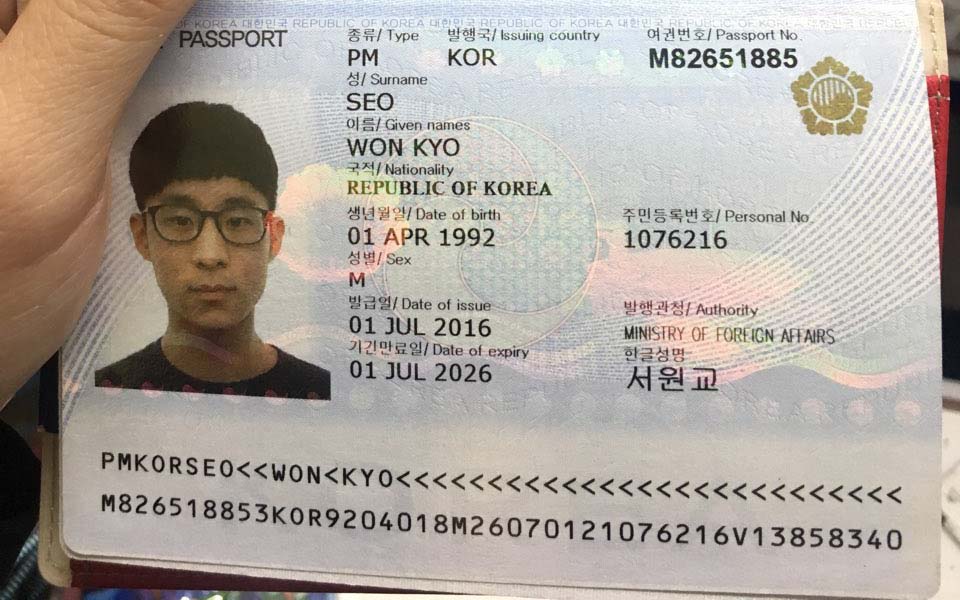 KOREA 대한민국 REPUBLIC OF KOREA 대한민국 REPUBLIC OF KOREA 대한민국 REPUBLIC OF KOREA 대한민국
PASSPORT 종류/ Type 발행국/ Issuing country 여권번호/ Passport No.
PM KOR M82651885
성/ Surname
SEO
이름/ Given names
WON KYO
국적/ Nationality
REPUBLIC OF KOREA
생년월일/ Date of birth 주민등록번호/ Personal No.
01 APR 1992 1076216
성별/ Sex
M
발급일/ Date of issue 발행관청/ Authority
01 JUL 2016 MINISTRY OF FOREIGN AFFAIRS
기간만료일/ Date of expiry 한글성명
01 JUL 2026 서원교
PMKORSEO<<WON<KYO<<<<<<<<<<<<<<<<<<<<<<<<<<<
M826518853KOR9204018M26070121076216V13858340